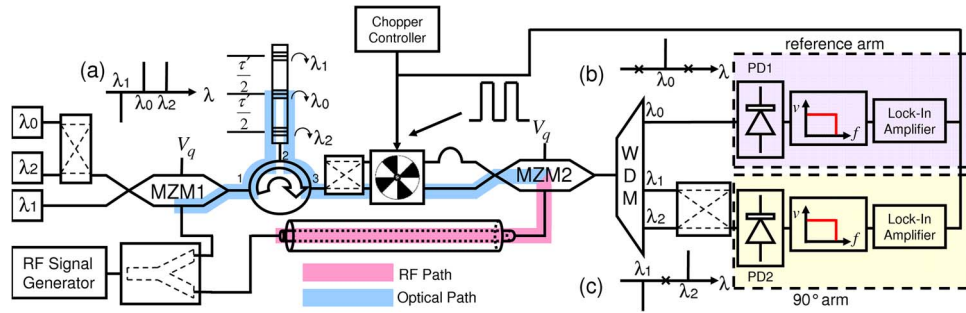 Chopper
Controller
(a)
λ1
λ0 λ2
λ
τ'
2
τ'
2
τ'
2
λ1
λ0
λ2
λ0
λ2
λ1
Vq
MZM1
1
2
3
Vq
MZM2
RF Signal
Generator
RF Path
Optical Path
W
D
M
λ0
λ1
λ2
(b)
λ0
λ
reference arm
PD1
v
f
Lock-In
Amplifier
PD2
v
f
Lock-In
Amplifier
(c)
λ1
λ2
λ
90° arm